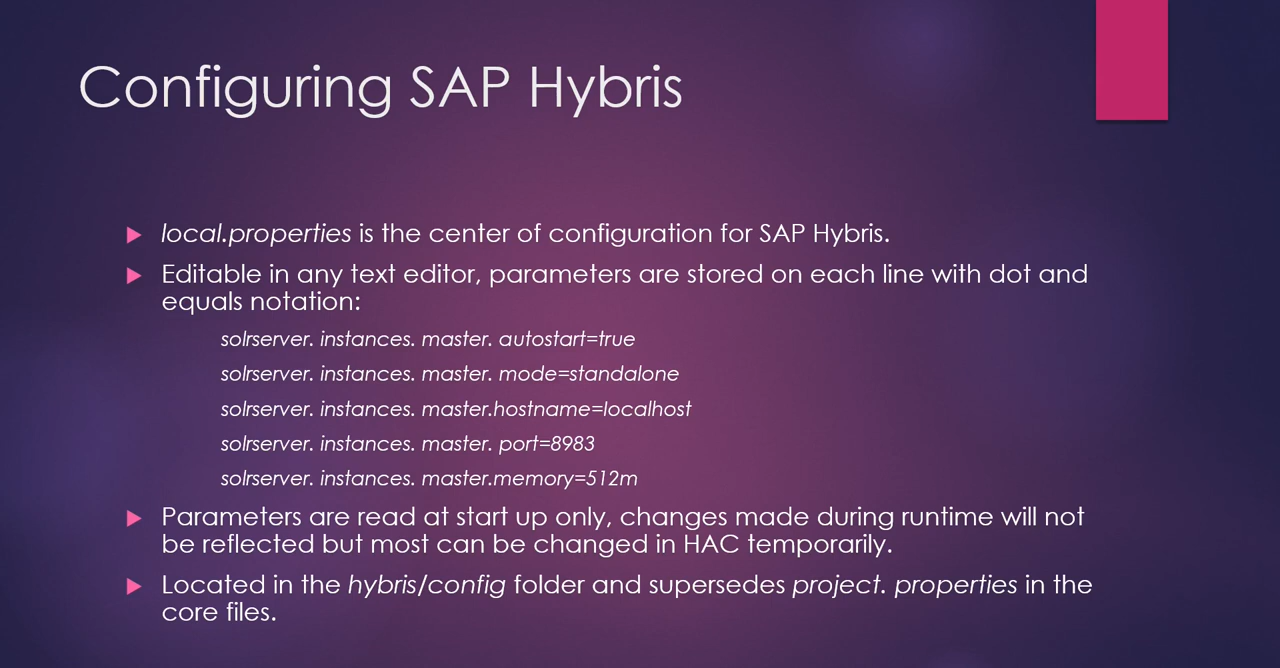 Configuring SAP Hybris
local.properties is the center of configuration for SAP Hybris.
Editable in any text editor, parameters are stored on each line with dot and
equals notation:
solrserver. instances. master. autostart=true
solrserver. instances. master. mode=standalone
solrserver. instances. master.hostname=localhost
solrserver. instances. master. port=8983
solrserver. instances. master.memory=512m
Parameters are read at start up only, changes made during runtime will not
be reflected but most can be changed in HAC temporarily.
Located in the hybris/config folder and supersedes project. properties in the
core files.